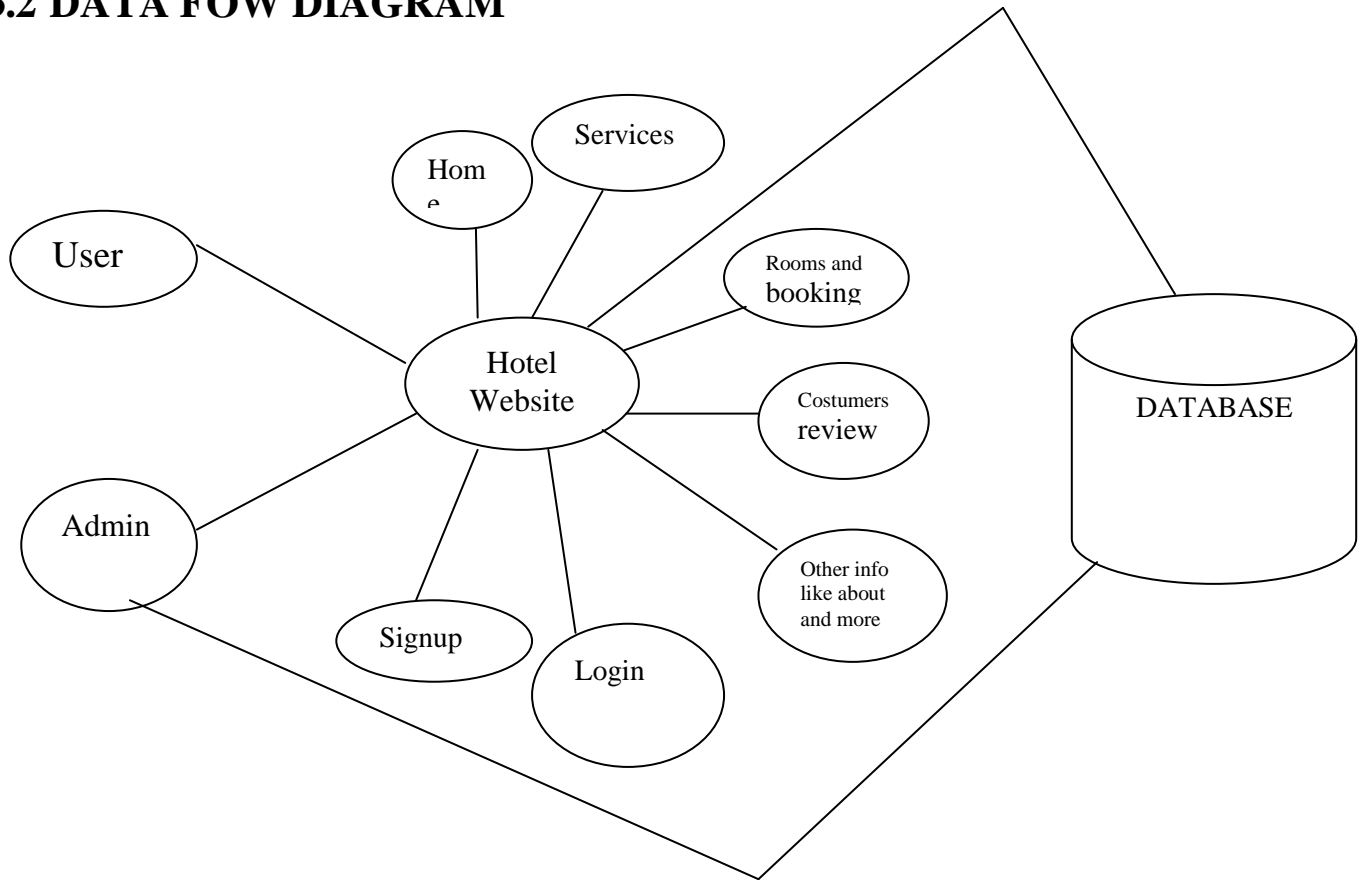 .2 DATA FOW DIAGRAM
Services
Hom
e
User
Rooms and
booking
Hotel
Website
Costumers
review
DATABASE
Admin
Other info
like about
and more
Signup
Login